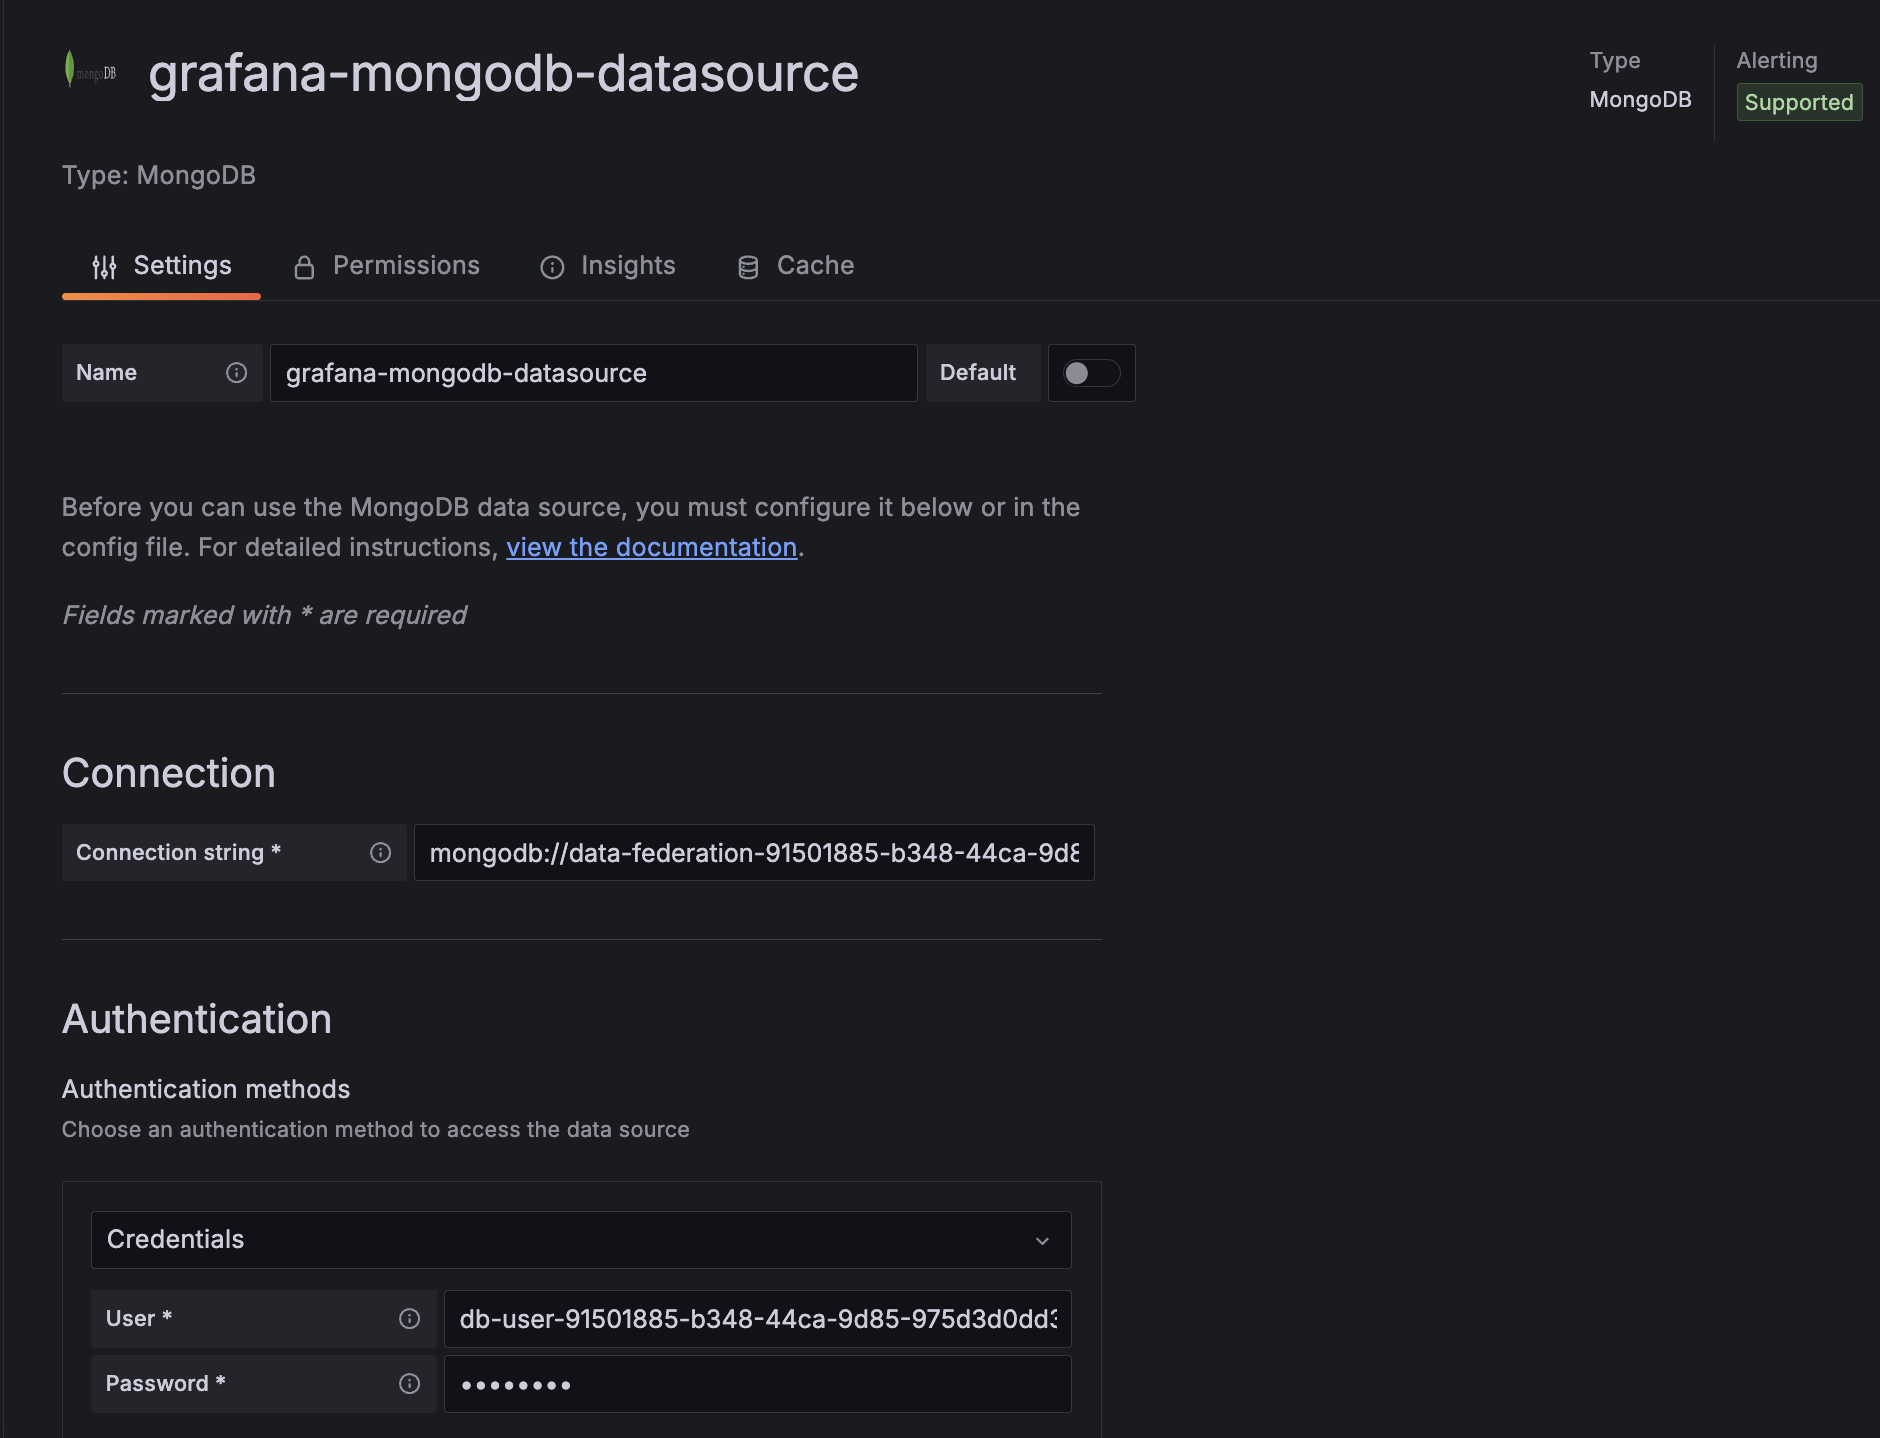 mongoDB
grafana-mongodb-datasource
Type
MongoDB
Alerting
Supported
Type: MongoDB
Settings
Permissions
Insights
Cache
Name
grafana-mongodb-datasource
Default
Before you can use the MongoDB data source, you must configure it below or in the
config file. For detailed instructions, view the documentation.
Fields marked with * are required
Connection
Connection string *
mongodb://data-federation-91501885-b348-44ca-9d8
Authentication
Authentication methods
Choose an authentication method to access the data source
Credentials
User *
db-user-91501885-b348-44ca-9d85-975d3d0dd3
Password *
••••••••